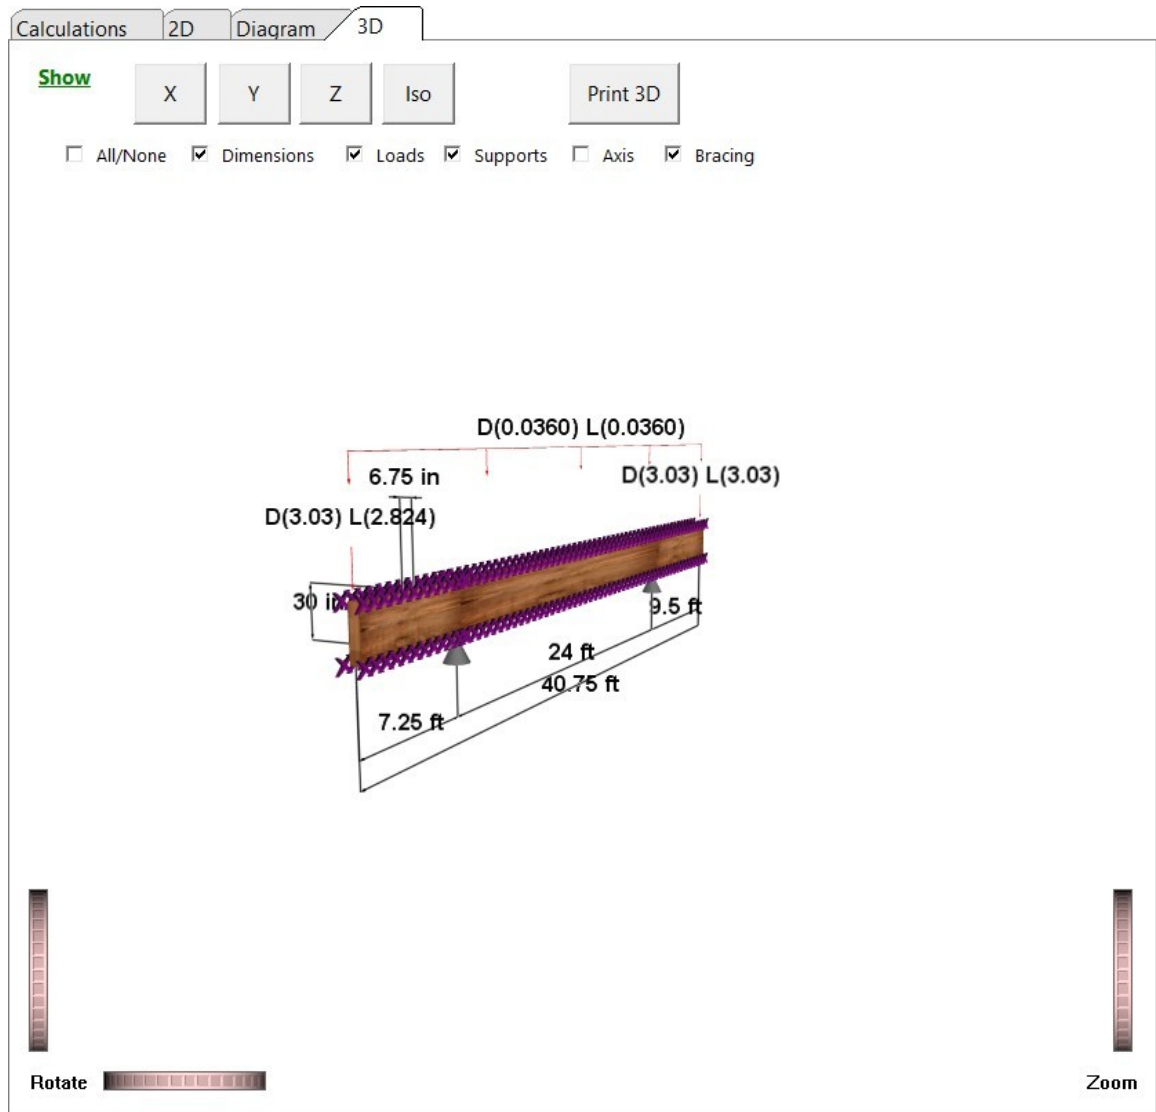 Calculations 2D Diagram 3D
Show X Y Z Iso Print 3D
All/None Dimensions Loads Supports Axis Bracing
D(0.0360) L(0.0360)
6.75 in
D(3.03) L(3.03)
D(3.03) L(2.824)
30 in
9.5 ft
24 ft
40.75 ft
7.25 ft
Rotate
Zoom